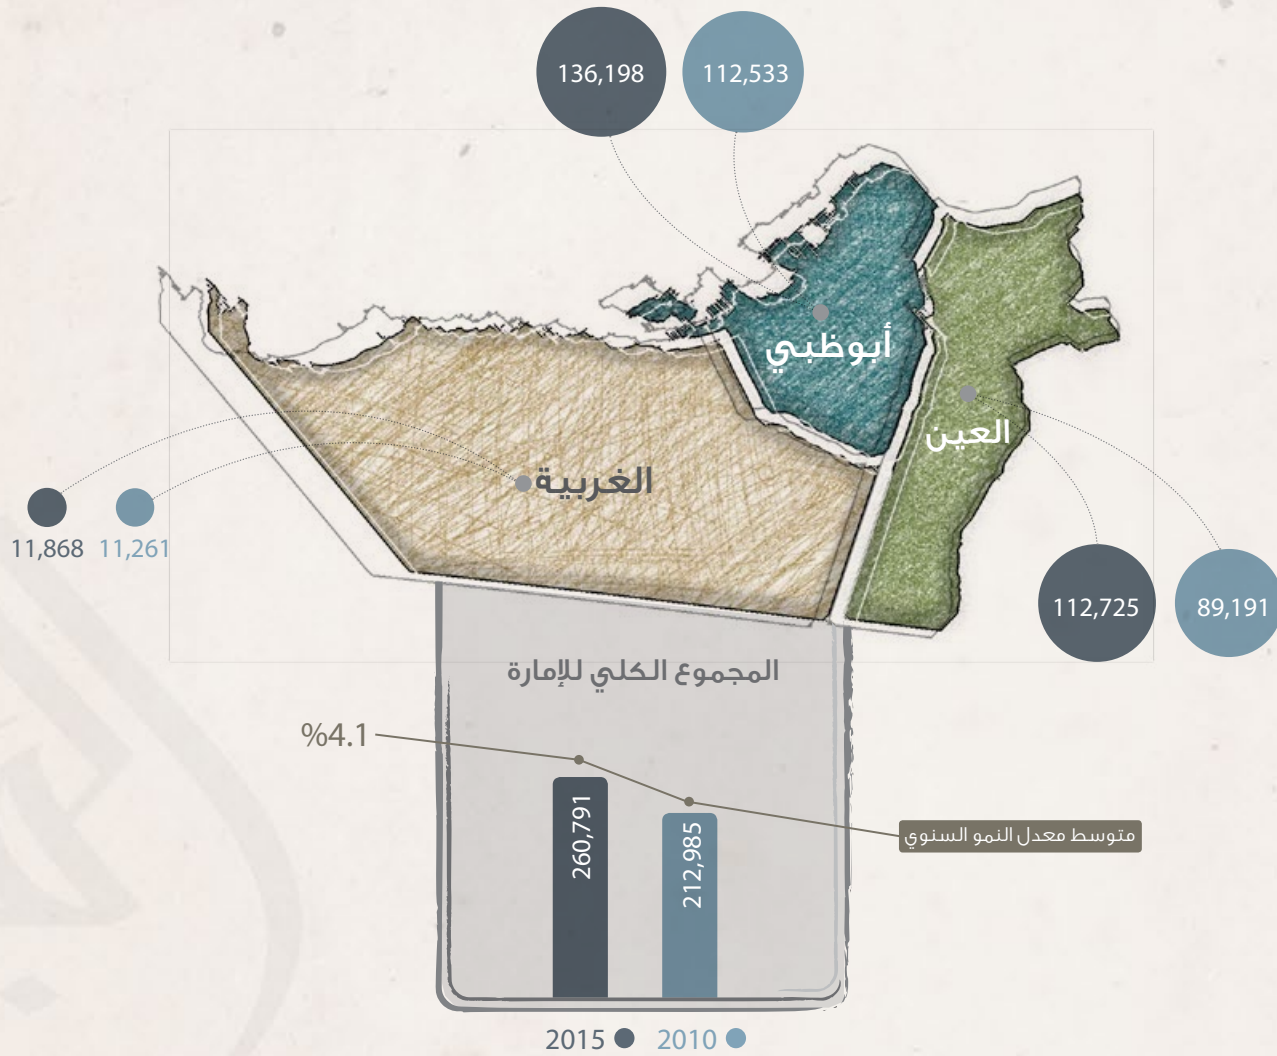 136,198 112,533
أبوظبي
العين
الغربية
11,868 11,261
112,725 89,191
المجموع الكلي للإمارة
%4.1
260,791
212,985
متوسط معدل النمو السنوي
2015 2010